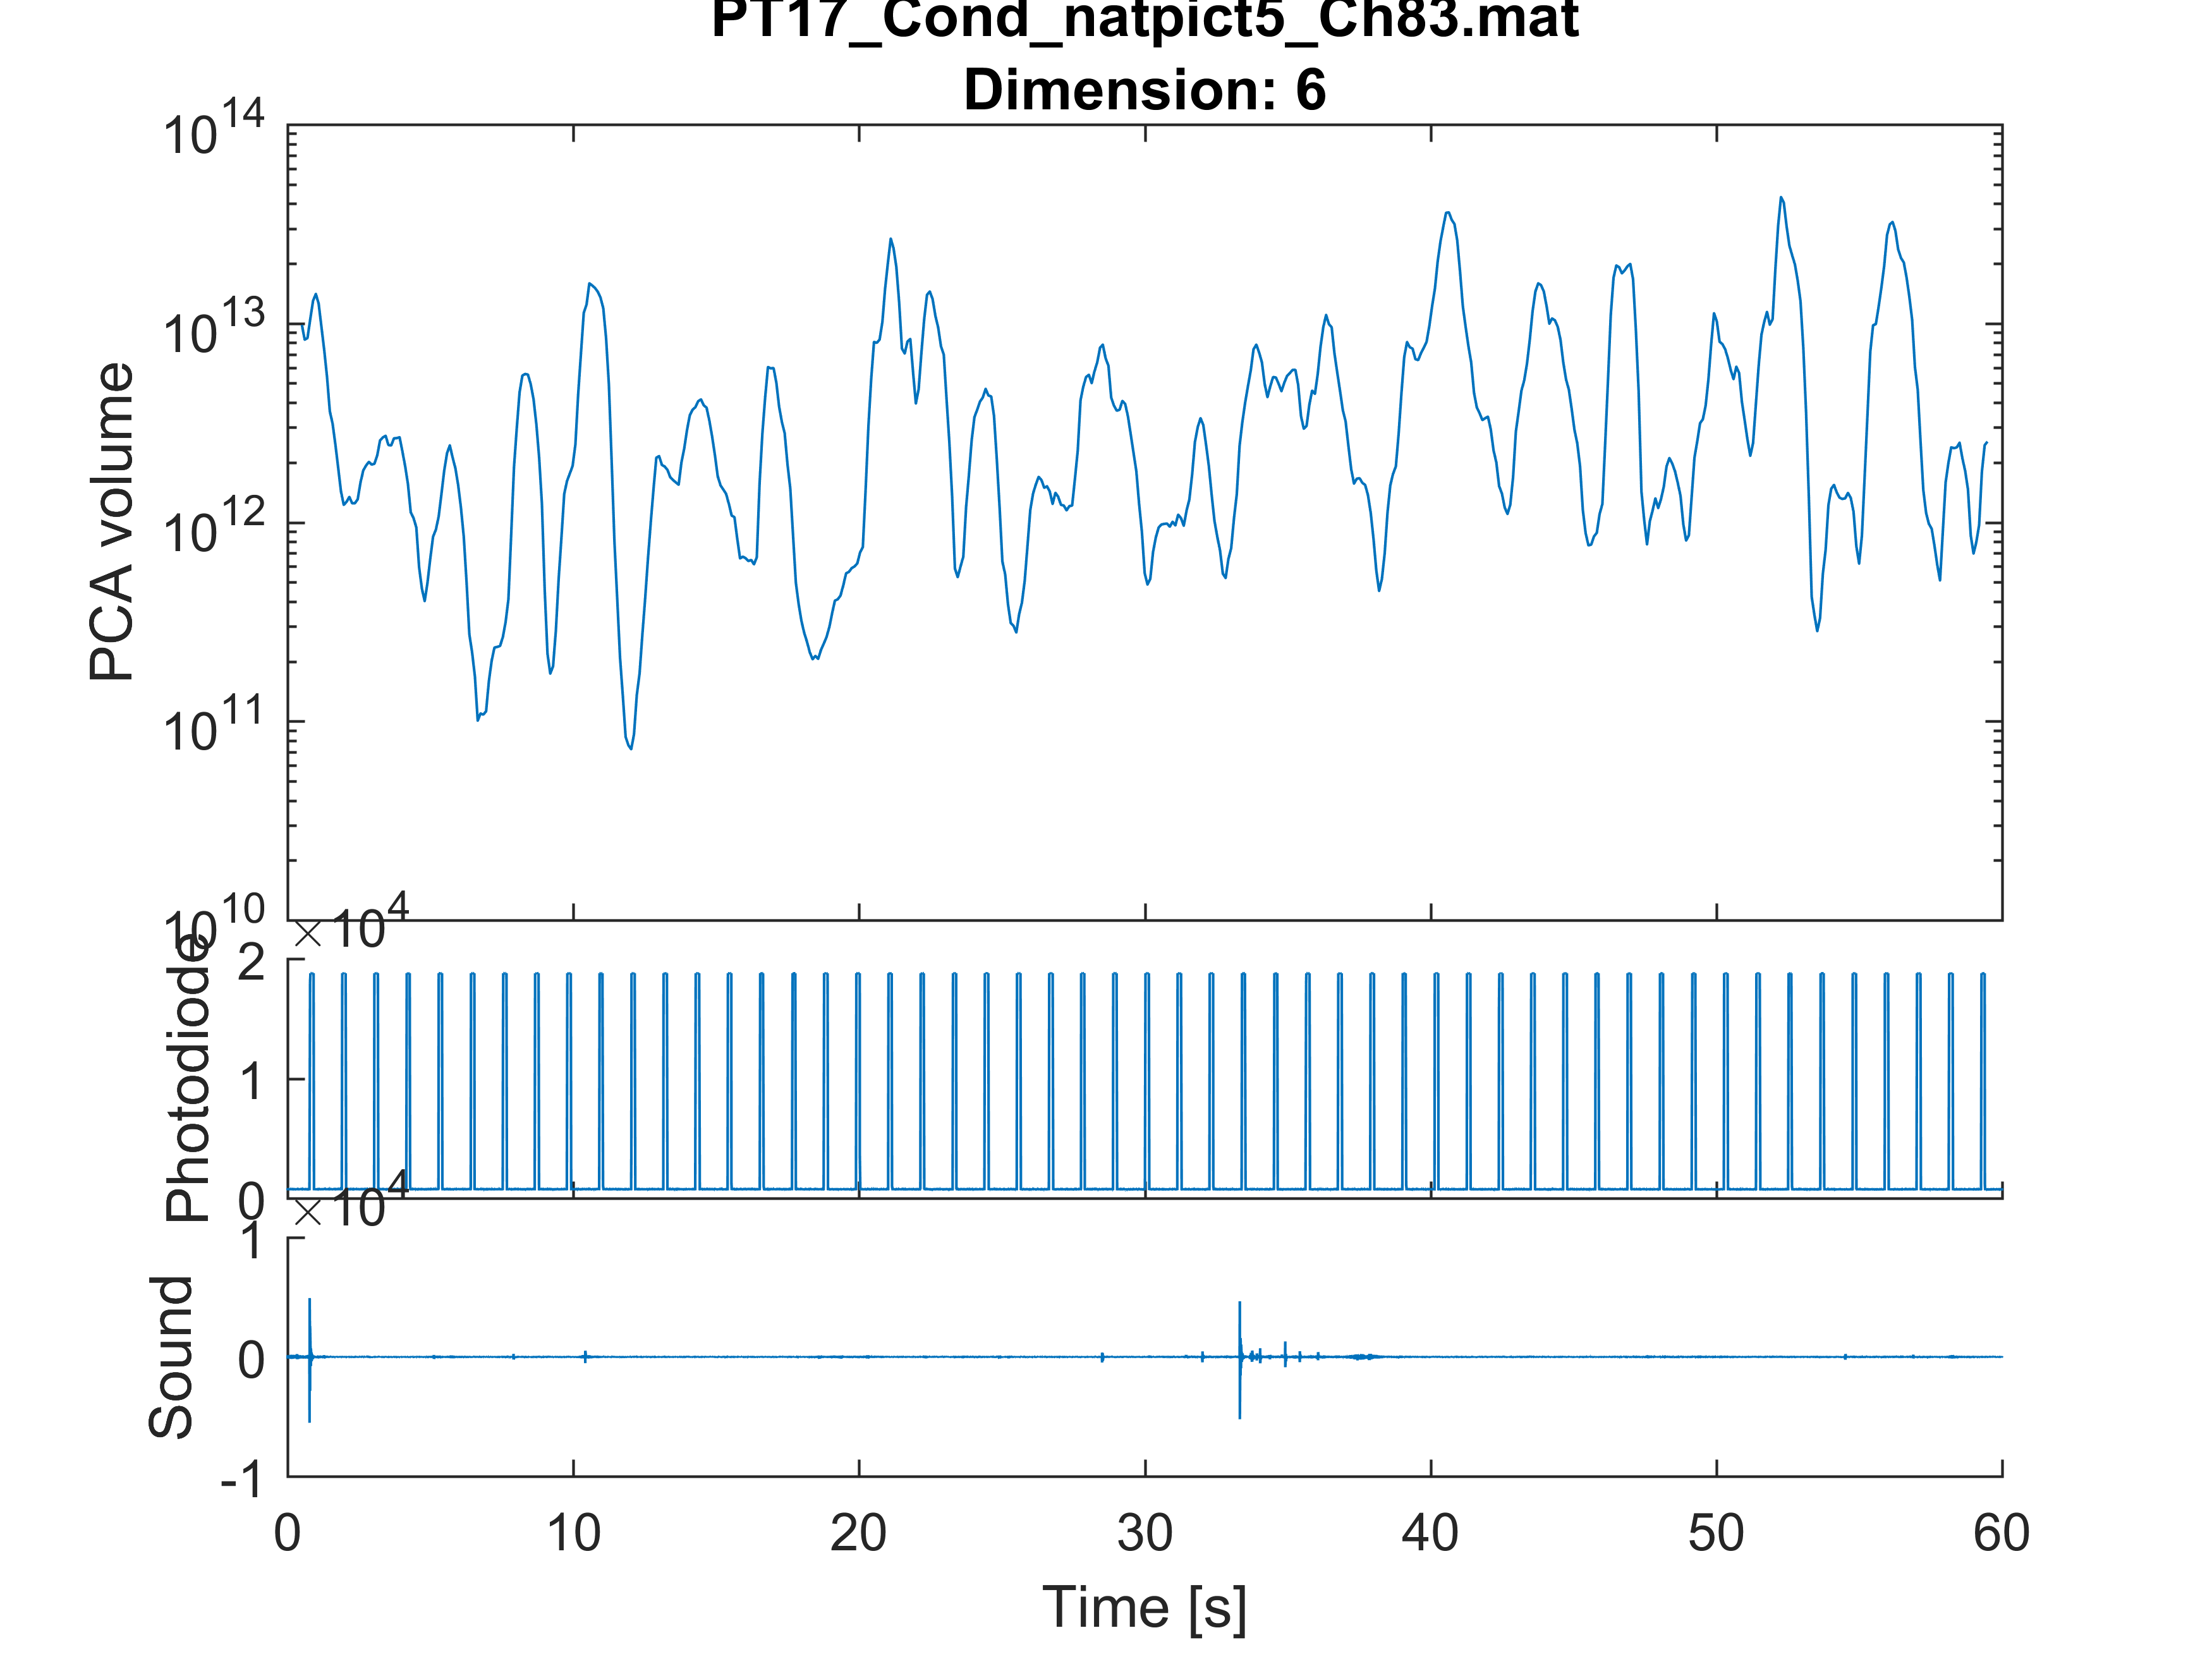 PT17_Cond_natpict5_Ch83.mat
Dimension: 6
10^14
10^13
10^12
10^11
10^10
PCA volume
×10^4
2
1
0
Photodiode
×10^4
1
0
-1
Sound
0 10 20 30 40 50 60
Time [s]